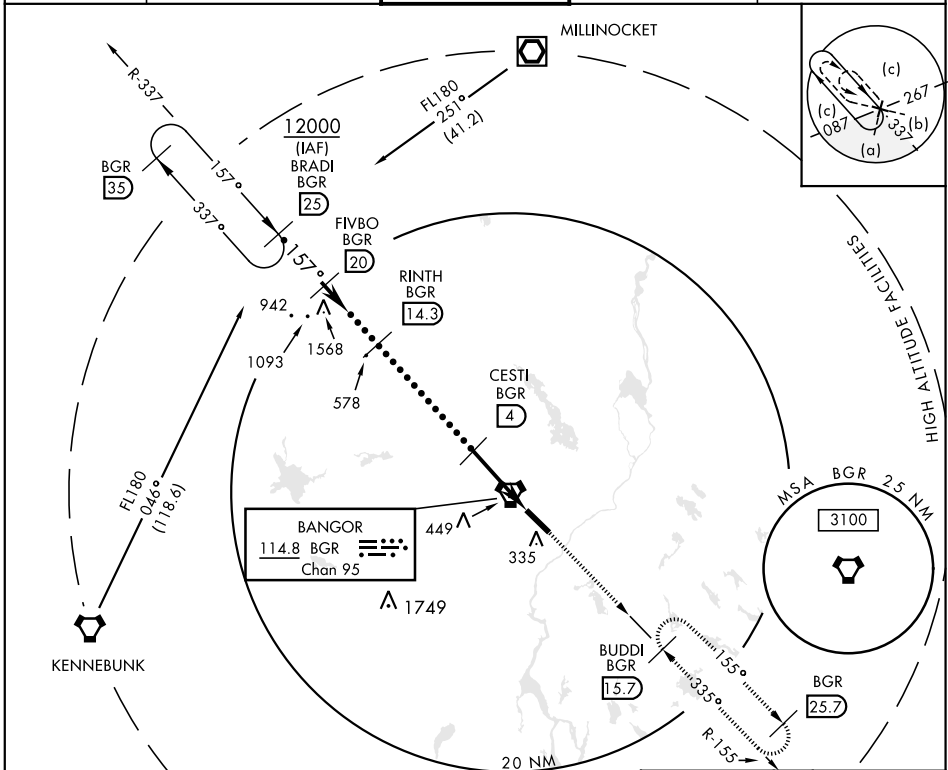 MILLINOCKET
R-337
FL180
251°
(41.2)
12000
(IAF)
BRADI
BGR
25
BGR
35
157°
337°
157°
FIVBO
BGR
20
RINTH
BGR
14.3
942
1093
1568
578
CESTI
BGR
4
(c)
(c)
267
087
337
(b)
(a)
HIGH ALTITUDE FACILITIES
FL180
046°
(118.6)
BANGOR
114.8 BGR
Chan 95
449
335
1749
KENNEBUNK
MSA BGR 25 NM
3100
BUDDI
BGR
15.7
155°
335°
BGR
25.7
R-155
20 NM